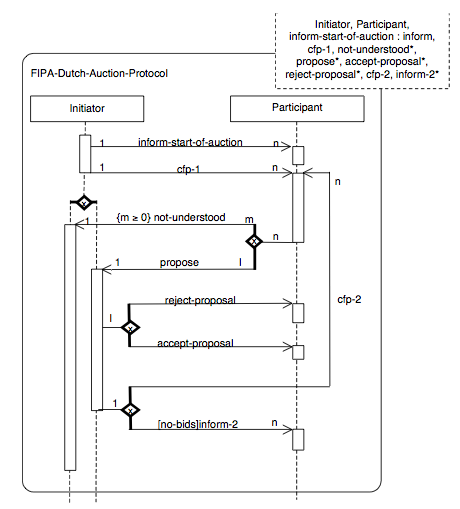 Initiator, Participant,
inform-start-of-auction : inform,
cfp-1, not-understood*,
propose*, accept-proposal*,
reject-proposal*, cfp-2, inform-2*
FIPA-Dutch-Auction-Protocol
Initiator
Participant
1 inform-start-of-auction n
1 cfp-1 n
n
x
1 {m ≥ 0} not-understood m
x n
1 propose l
cfp-2
reject-proposal
l x
accept-proposal
1 x
[no-bids]inform-2 n